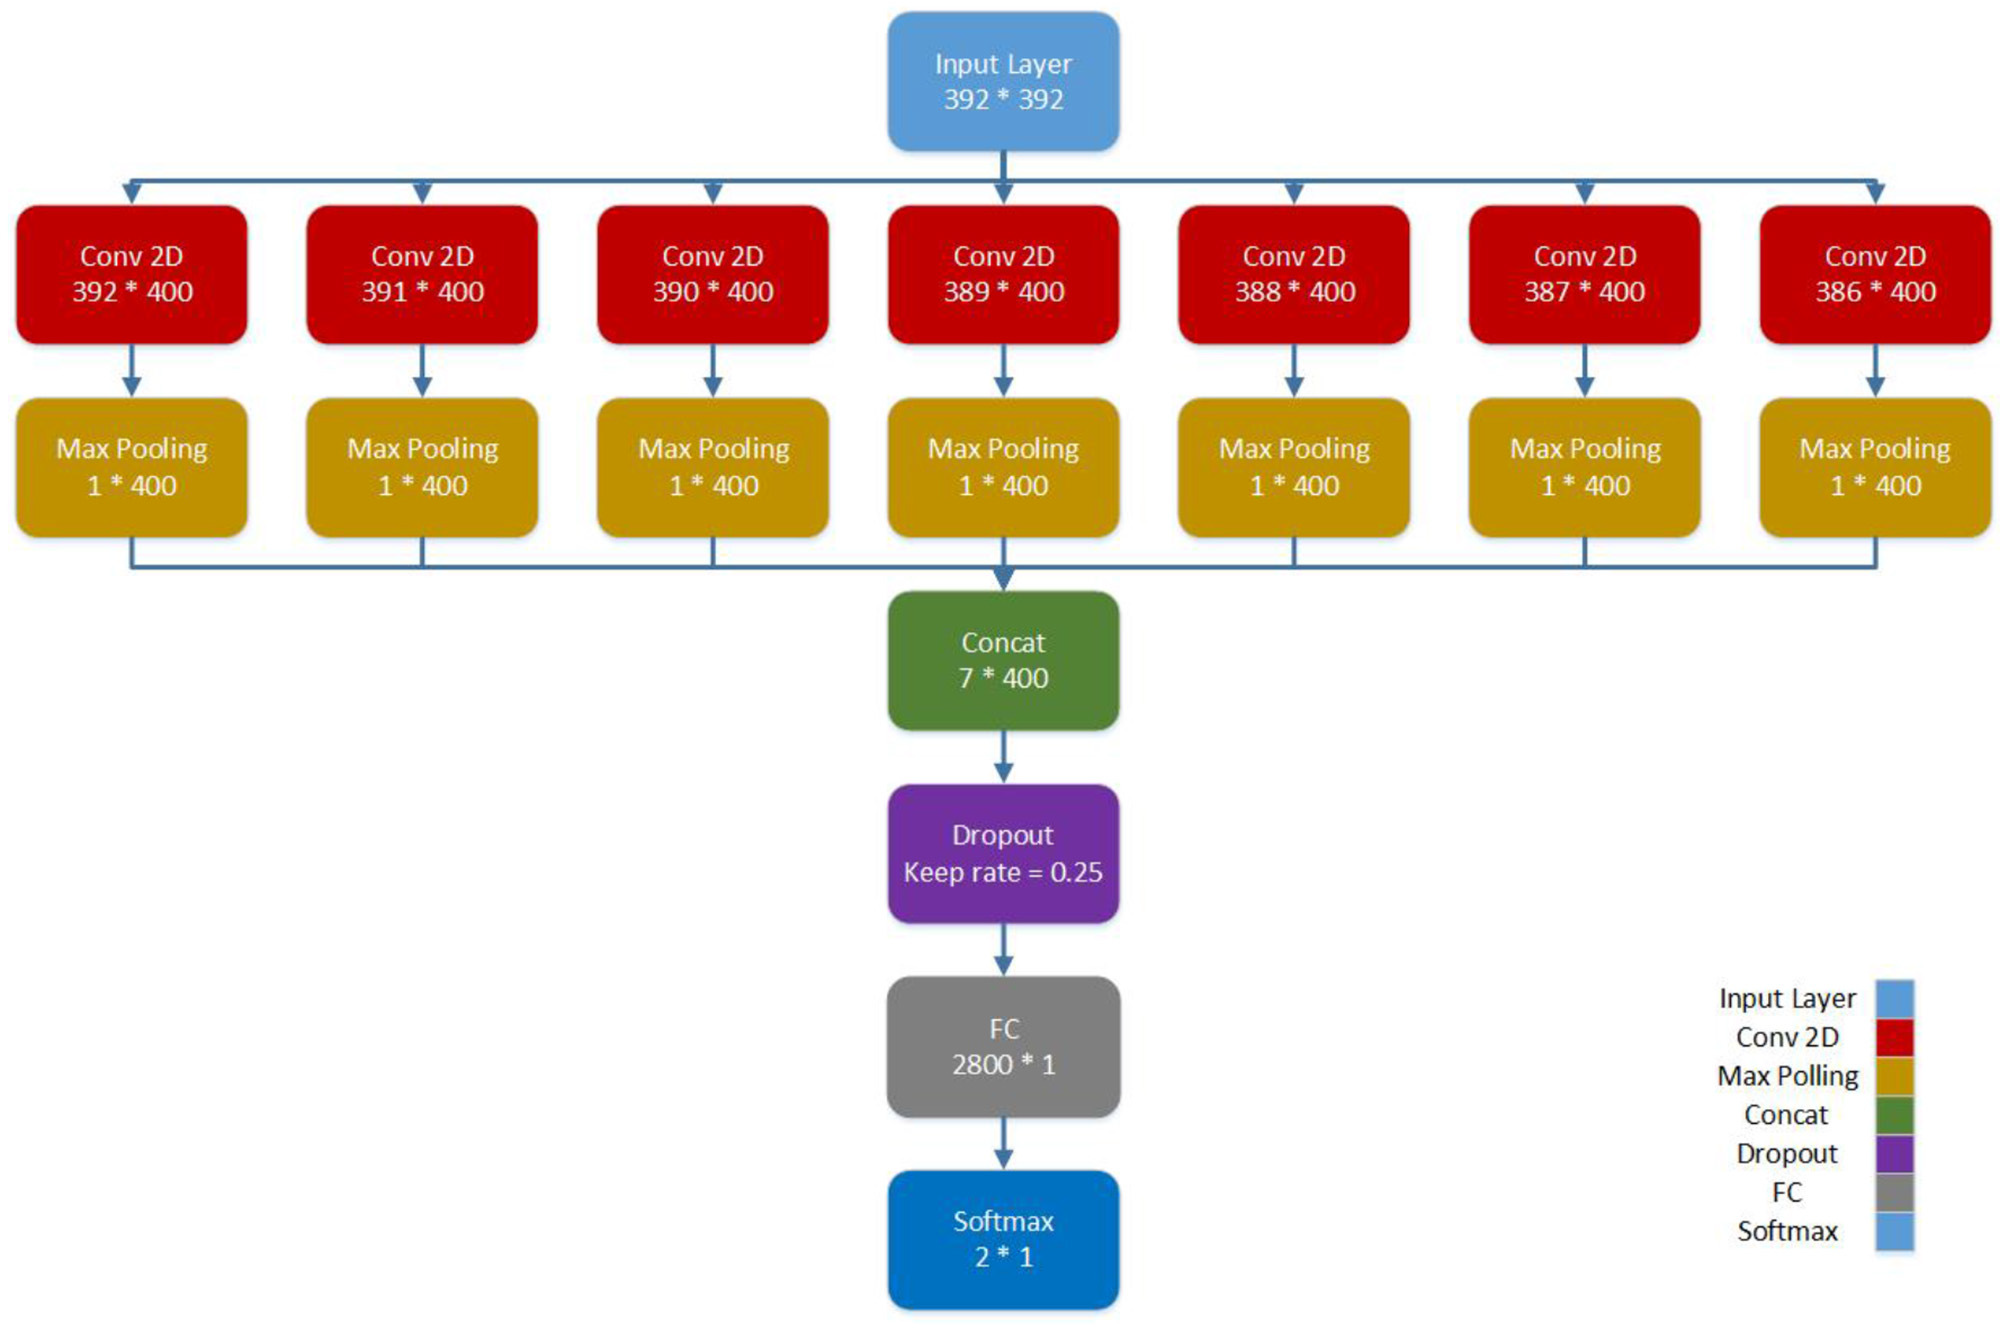 Input Layer
392 * 392
Conv 2D
392 * 400
Conv 2D
391 * 400
Conv 2D
390 * 400
Conv 2D
389 * 400
Conv 2D
388 * 400
Conv 2D
387 * 400
Conv 2D
386 * 400
Max Pooling
1 * 400
Max Pooling
1 * 400
Max Pooling
1 * 400
Max Pooling
1 * 400
Max Pooling
1 * 400
Max Pooling
1 * 400
Max Pooling
1 * 400
Concat
7 * 400
Dropout
Keep rate = 0.25
FC
2800 * 1
Softmax
2 * 1
Input Layer
Conv 2D
Max Polling
Concat
Dropout
FC
Softmax